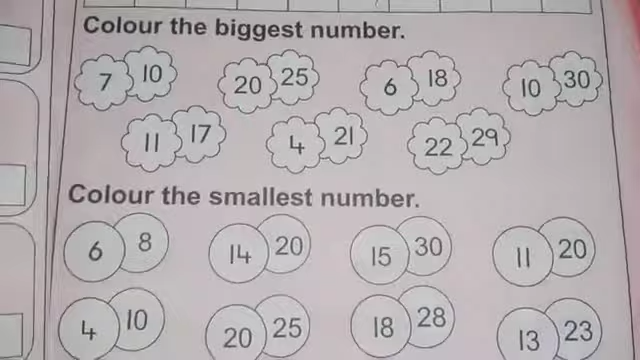 Colour the biggest number.
7 10 20 25 6 18 10 30
11 17 4 21 22 29
Colour the smallest number.
6 8 14 20 15 30 11 20
4 10 20 25 18 28 13 23